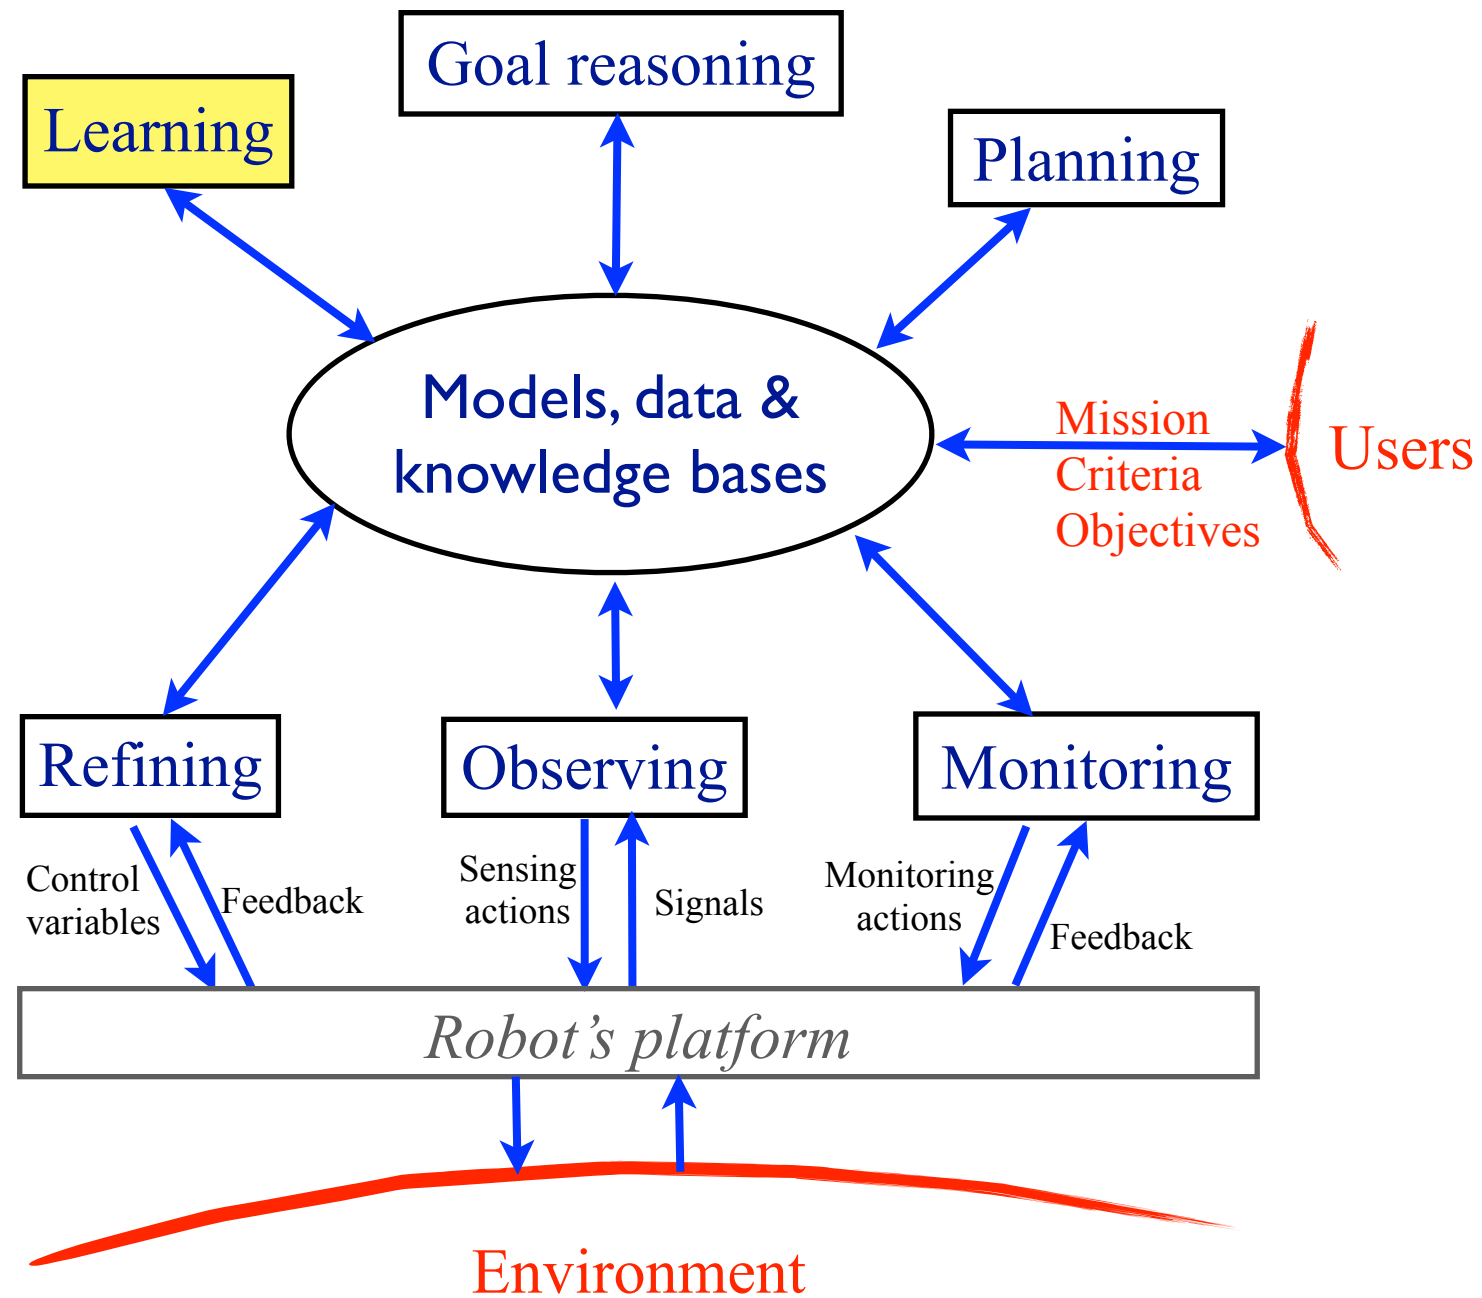 Goal reasoning
Learning
Planning
Models, data &
knowledge bases
Mission
Criteria
Objectives
Users
Refining
Observing
Monitoring
Control
variables
Feedback
Sensing
actions
Signals
Monitoring
actions
Feedback
Robot’s platform
Environment